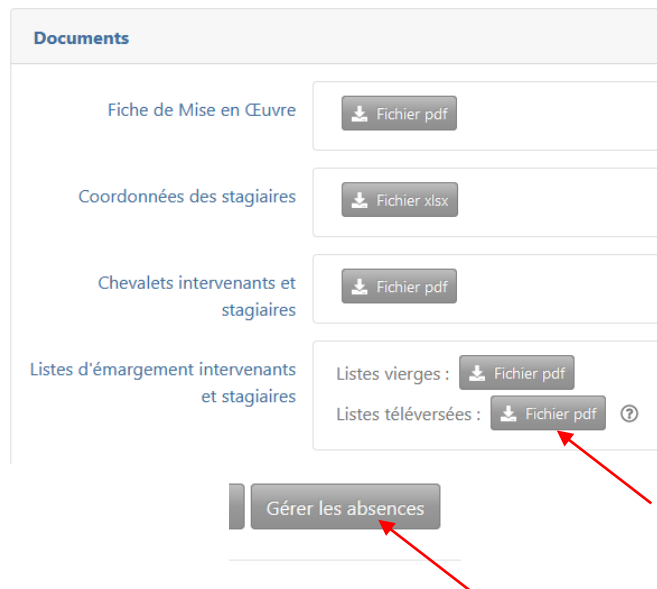 Documents
Fiche de Mise en Œuvre
Fichier pdf
Coordonnées des stagiaires
Fichier xlsx
Chevalets intervenants et
stagiaires
Fichier pdf
Listes d'émargement intervenants
et stagiaires
Listes vierges : Fichier pdf
Listes téléversées : Fichier pdf ?
Gérer les absences